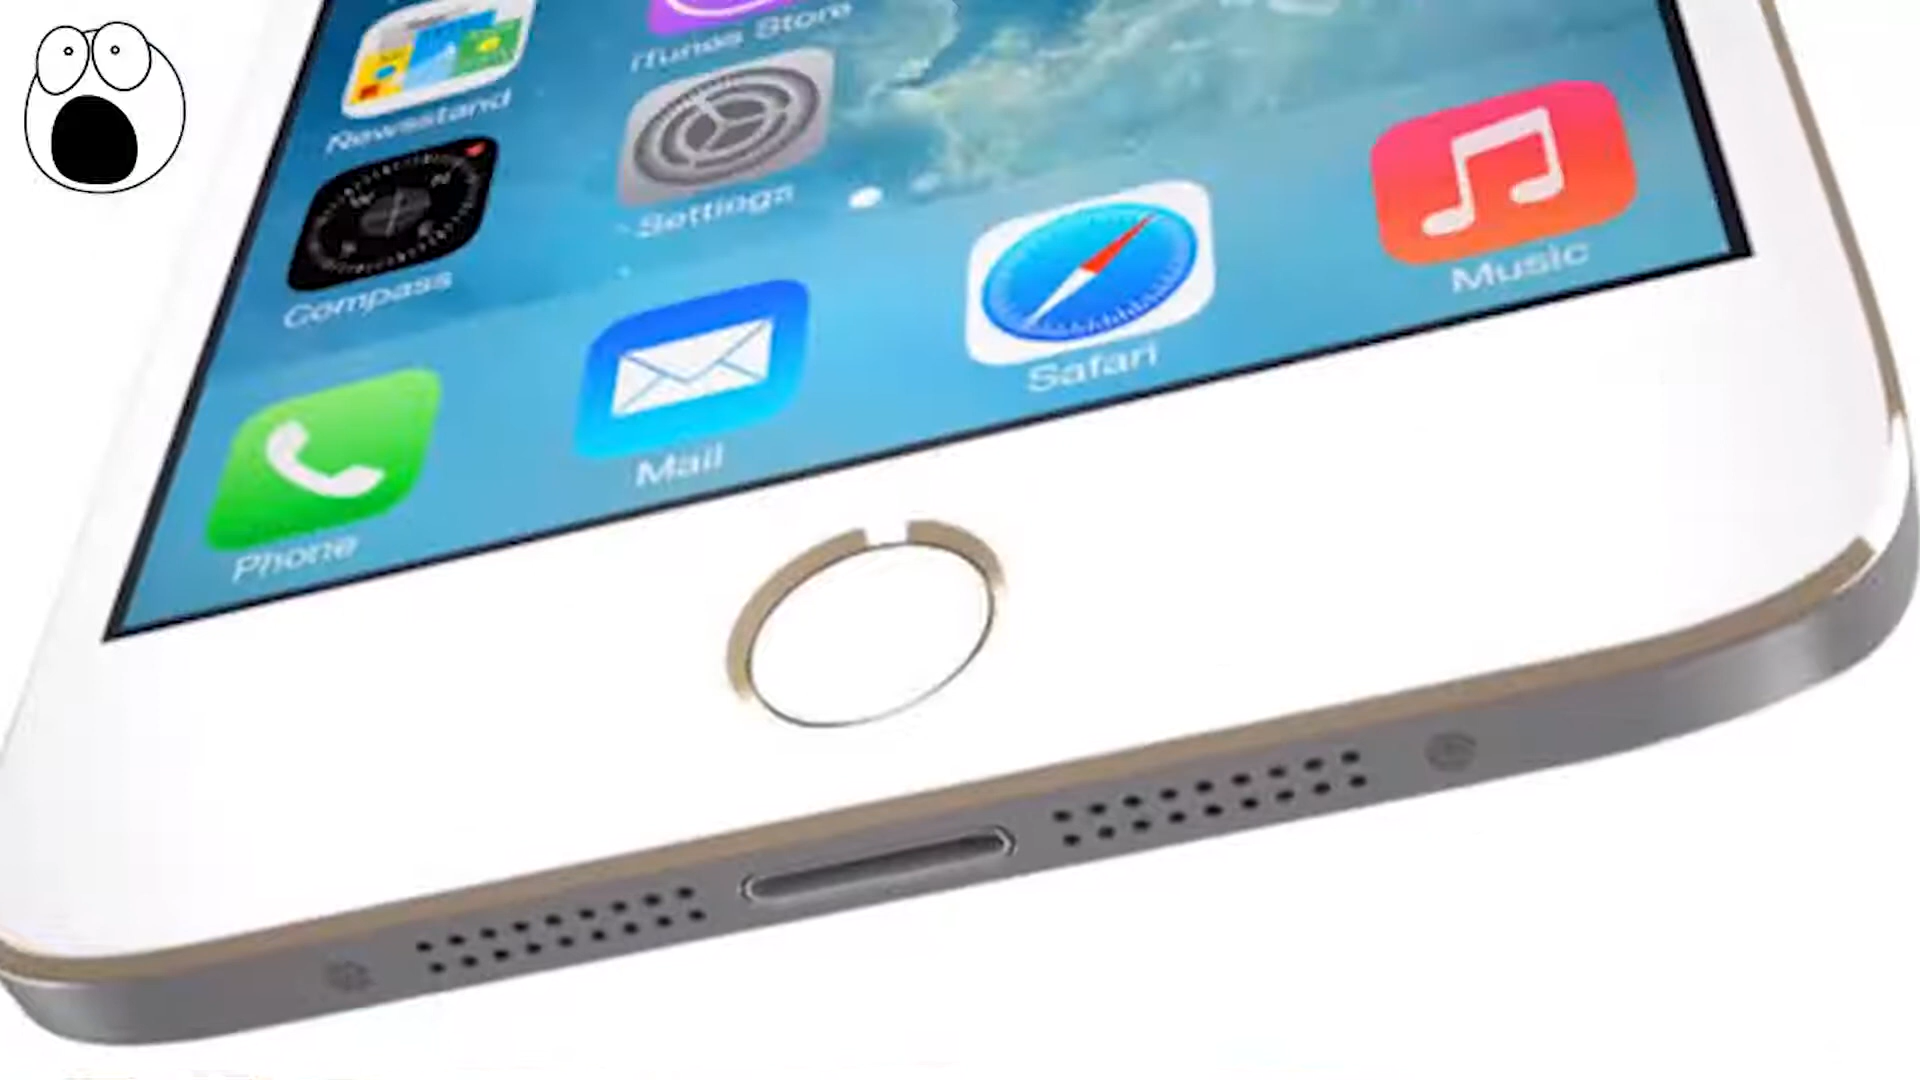 iTunes Store
Newsstand
Settings
Compass
Music
Safari
Mail
Phone